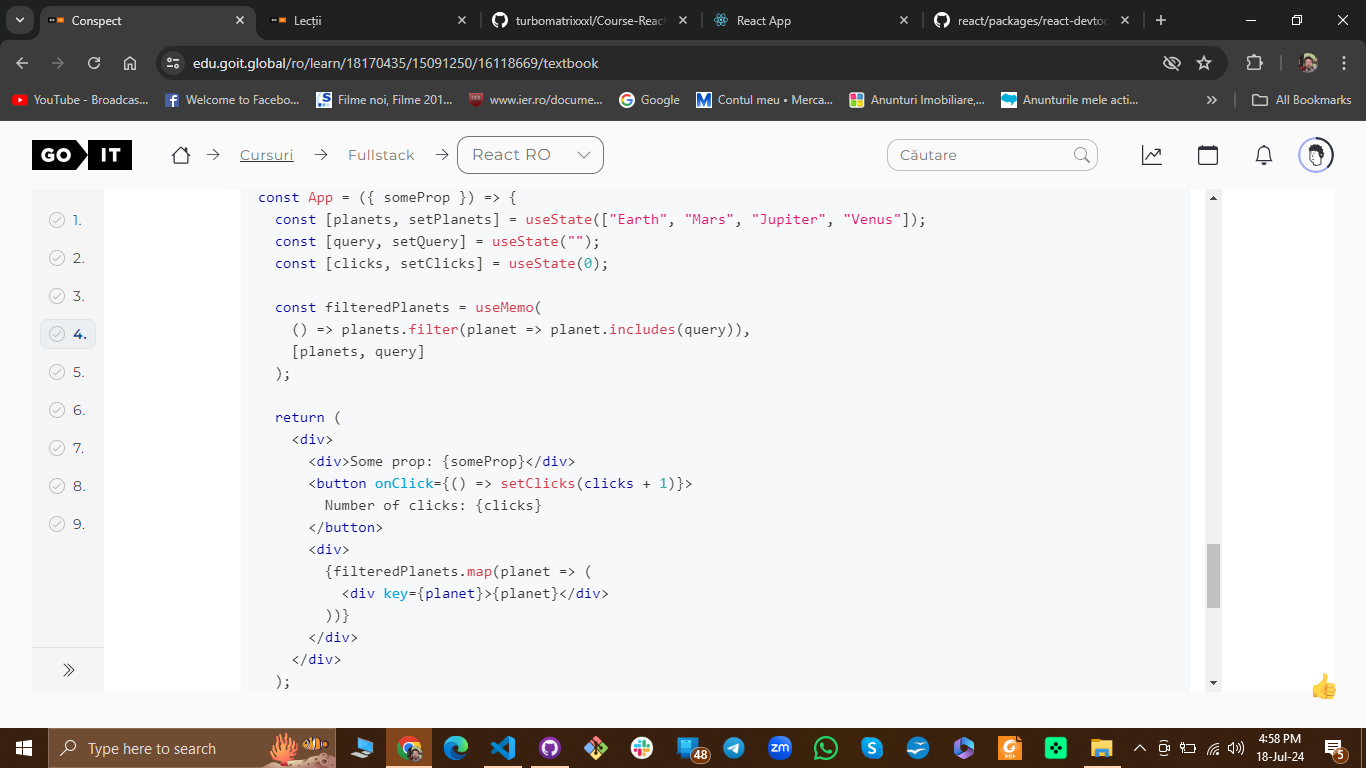 Conspect
Lecții
turbomatrixxxl/Course-Reac
React App
react/packages/react-devtoo
edu.goit.global/ro/learn/18170435/15091250/16118669/textbook
YouTube - Broadcas...
Welcome to Facebo...
Filme noi, Filme 201...
www.ier.ro/docume...
Google
Contul meu • Merca...
Anunturi Imobiliare,...
Anunturile mele acti...
»
All Bookmarks
GO IT
Cursuri
Fullstack
React RO
Căutare
1.
2.
3.
4.
5.
6.
7.
8.
9.
const App = ({ someProp }) => {
const [planets, setPlanets] = useState(["Earth", "Mars", "Jupiter", "Venus"]);
const [query, setQuery] = useState("");
const [clicks, setClicks] = useState(0);
const filteredPlanets = useMemo(
() => planets.filter(planet => planet.includes(query)),
[planets, query]
);
return (
<div>
<div>Some prop: {someProp}</div>
<button onClick={() => setClicks(clicks + 1)}>
Number of clicks: {clicks}
</button>
<div>
{filteredPlanets.map(planet => (
<div key={planet}>{planet}</div>
))}
</div>
</div>
);
Type here to search
48
zm
PDF
4:58 PM
18-Jul-24
5